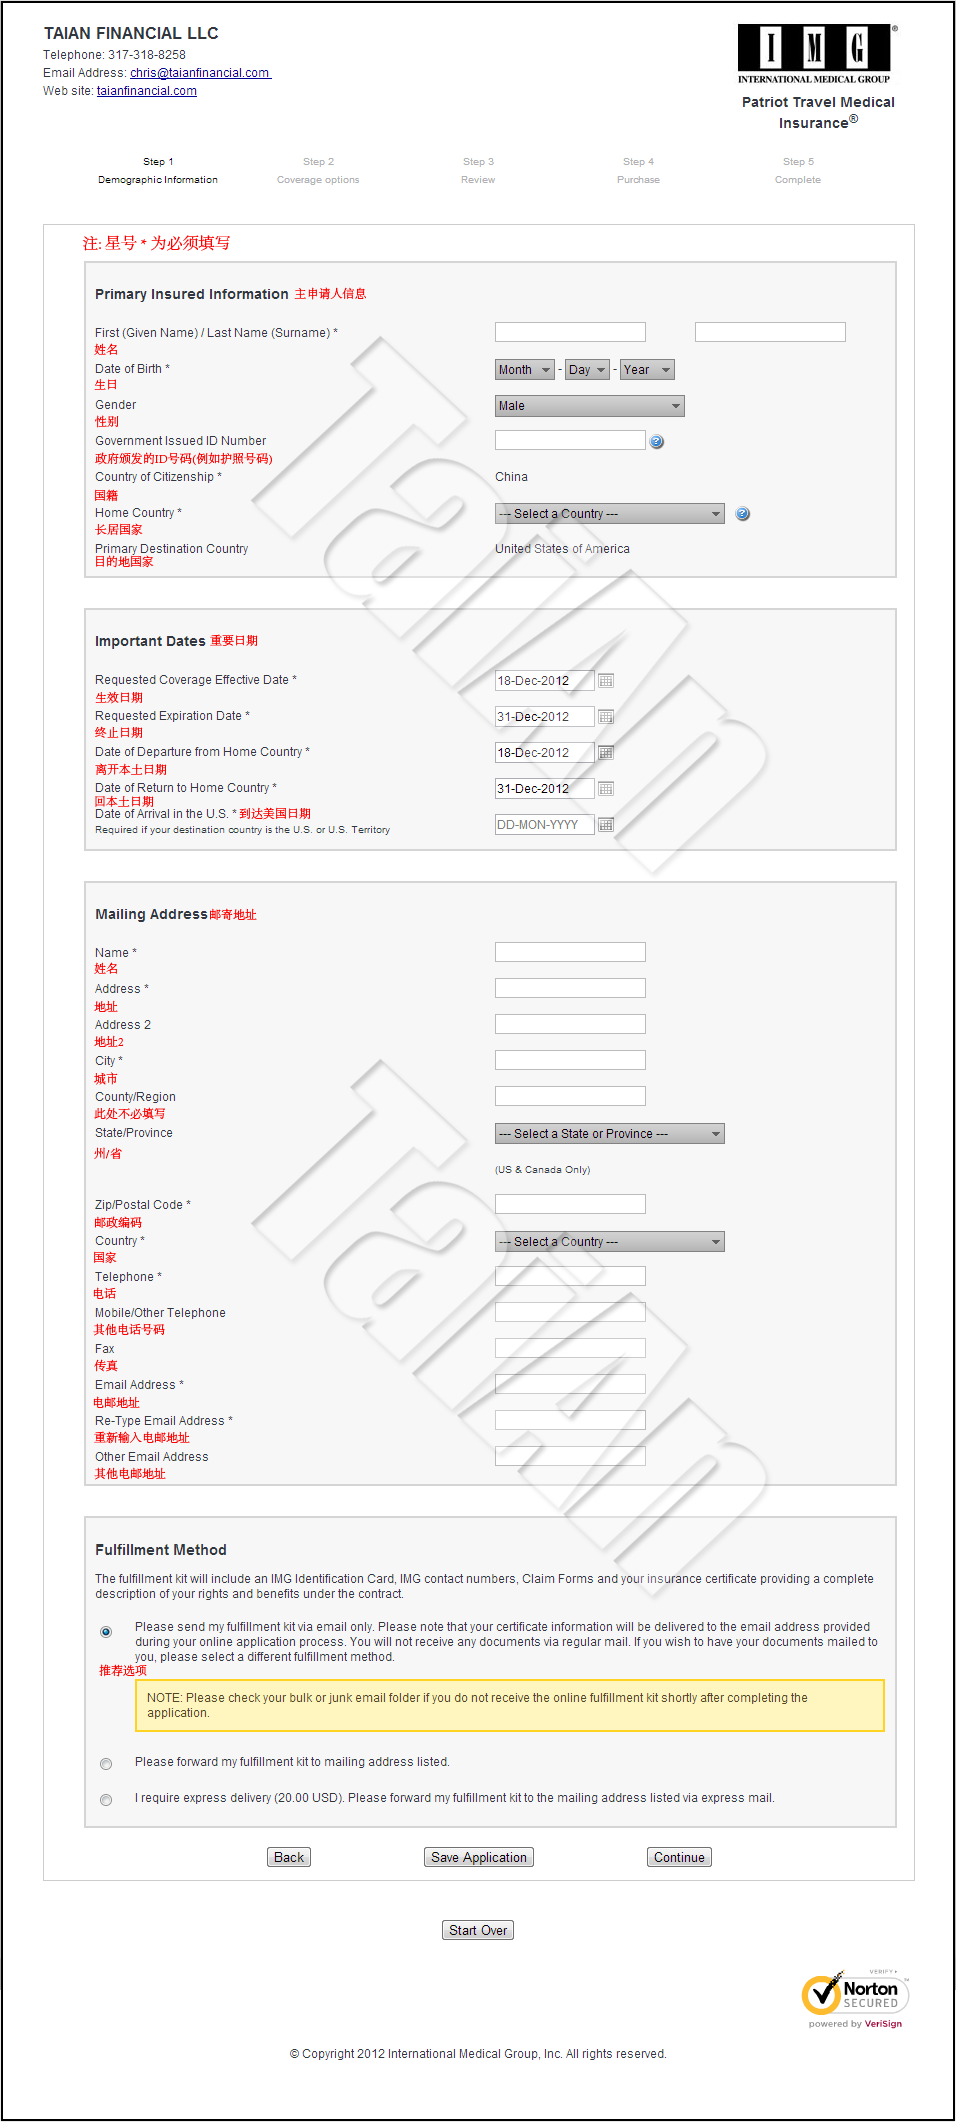 TAIAN FINANCIAL LLC
Telephone: 317-318-8258
Email Address: chris@taianfinancial.com
Web site: taianfinancial.com
IMG ®
INTERNATIONAL MEDICAL GROUP
Patriot Travel Medical
Insurance®
Step 1 Step 2 Step 3 Step 4 Step 5
Demographic Information Coverage options Review Purchase Complete
注: 星号 * 为必须填写
Primary Insured Information 主申请人信息
First (Given Name) / Last Name (Surname) *
姓名
Date of Birth * Month - Day - Year
生日
Gender Male
性别
Government Issued ID Number
政府颁发的ID号码(例如护照号码)
Country of Citizenship * China
国籍
Home Country * --- Select a Country ---
长居国家
Primary Destination Country United States of America
目的地国家
Important Dates 重要日期
Requested Coverage Effective Date * 18-Dec-2012
生效日期
Requested Expiration Date * 31-Dec-2012
终止日期
Date of Departure from Home Country * 18-Dec-2012
离开本土日期
Date of Return to Home Country * 31-Dec-2012
回本土日期
Date of Arrival in the U.S. * 到达美国日期 DD-MON-YYYY
Required if your destination country is the U.S. or U.S. Territory
Mailing Address 邮寄地址
Name *
姓名
Address *
地址
Address 2
地址2
City *
城市
County/Region
此处不必填写
State/Province --- Select a State or Province ---
州/省
(US & Canada Only)
Zip/Postal Code *
邮政编码
Country * --- Select a Country ---
国家
Telephone *
电话
Mobile/Other Telephone
其他电话号码
Fax
传真
Email Address *
电邮地址
Re-Type Email Address *
重新输入电邮地址
Other Email Address
其他电邮地址
TaiAn
TaiAn
Fulfillment Method
The fulfillment kit will include an IMG Identification Card, IMG contact numbers, Claim Forms and your insurance certificate providing a complete
description of your rights and benefits under the contract.
Please send my fulfillment kit via email only. Please note that your certificate information will be delivered to the email address provided
during your online application process. You will not receive any documents via regular mail. If you wish to have your documents mailed to
you, please select a different fulfillment method.
推荐选项
NOTE: Please check your bulk or junk email folder if you do not receive the online fulfillment kit shortly after completing the
application.
Please forward my fulfillment kit to mailing address listed.
I require express delivery (20.00 USD). Please forward my fulfillment kit to the mailing address listed via express mail.
Back Save Application Continue
Start Over
VERIFY
Norton
SECURED
powered by VeriSign
© Copyright 2012 International Medical Group, Inc. All rights reserved.